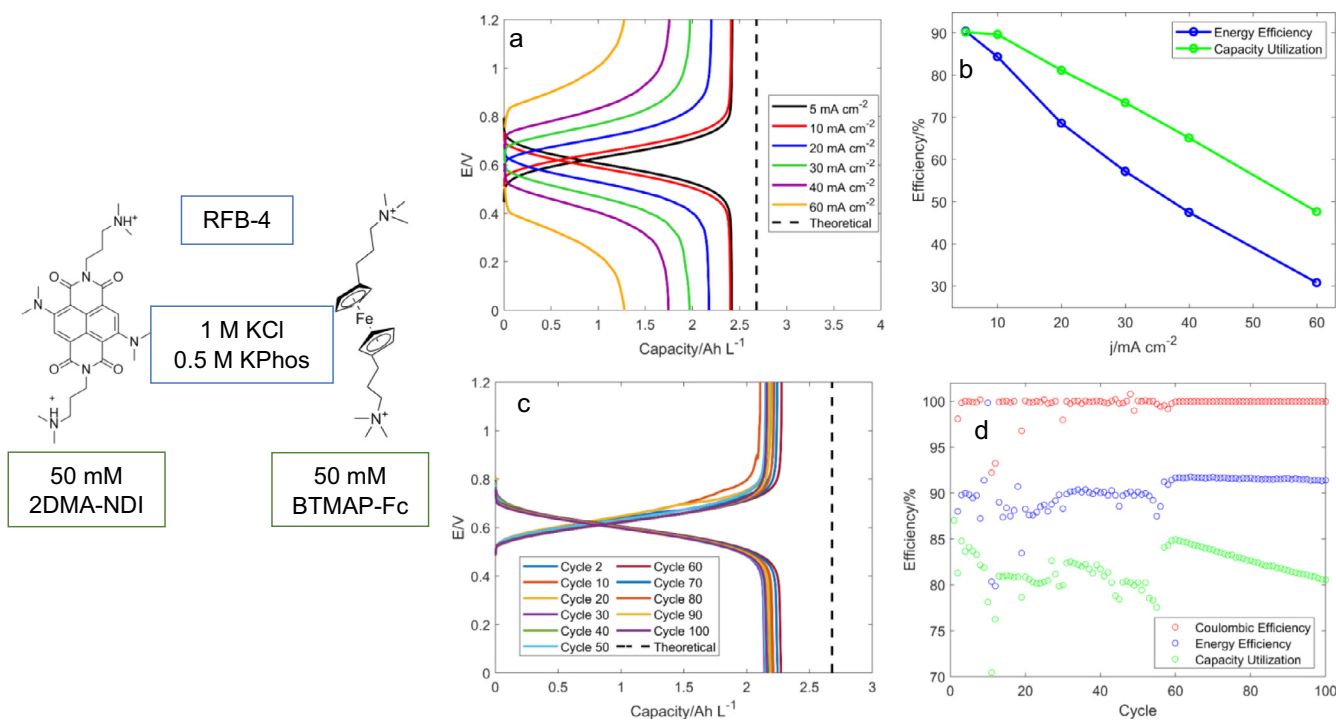 RFB-4
NH⁺
N
O
O
N
N
O
O
N
H
+
N
1 M KCl
0.5 M KPhos
N⁺
Fe
N⁺
50 mM
2DMA-NDI
50 mM
BTMAP-Fc
a
E/V
1.2
1
0.8
0.6
0.4
0.2
0
0
0.5
1
1.5
2
2.5
3
3.5
4
Capacity/Ah L⁻¹
5 mA cm⁻²
10 mA cm⁻²
20 mA cm⁻²
30 mA cm⁻²
40 mA cm⁻²
60 mA cm⁻²
Theoretical
b
Efficiency/%
90
80
70
60
50
40
30
10
20
30
40
50
60
j/mA cm⁻²
Energy Efficiency
Capacity Utilization
c
E/V
1.2
1
0.8
0.6
0.4
0.2
0
0
0.5
1
1.5
2
2.5
3
Capacity/Ah L⁻¹
Cycle 2
Cycle 10
Cycle 20
Cycle 30
Cycle 40
Cycle 50
Cycle 60
Cycle 70
Cycle 80
Cycle 90
Cycle 100
Theoretical
d
Efficiency/%
100
95
90
85
80
75
70
0
20
40
60
80
100
Cycle
Coulombic Efficiency
Energy Efficiency
Capacity Utilization